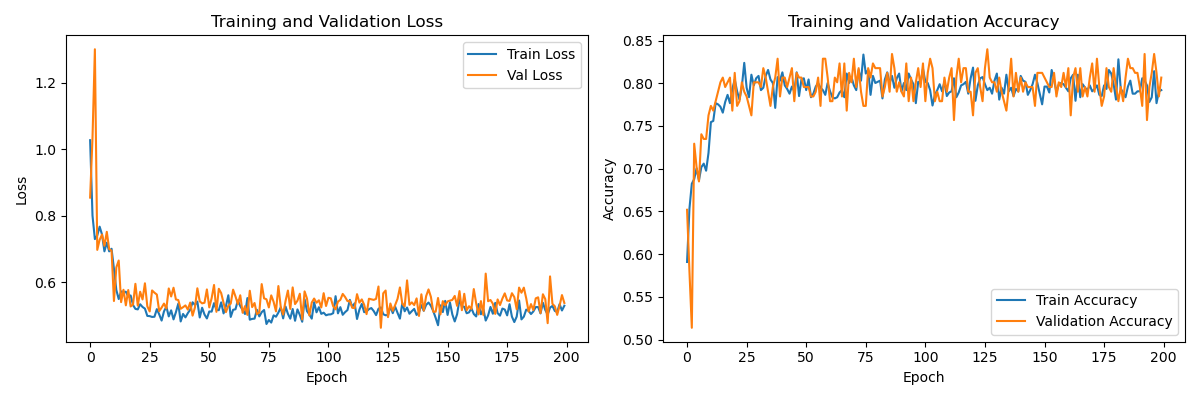 Training and Validation Loss
Train Loss
Val Loss
Loss
1.2
1.0
0.8
0.6
0 25 50 75 100 125 150 175 200
Epoch
Training and Validation Accuracy
Accuracy
0.85
0.80
0.75
0.70
0.65
0.60
0.55
0.50
Train Accuracy
Validation Accuracy
0 25 50 75 100 125 150 175 200
Epoch